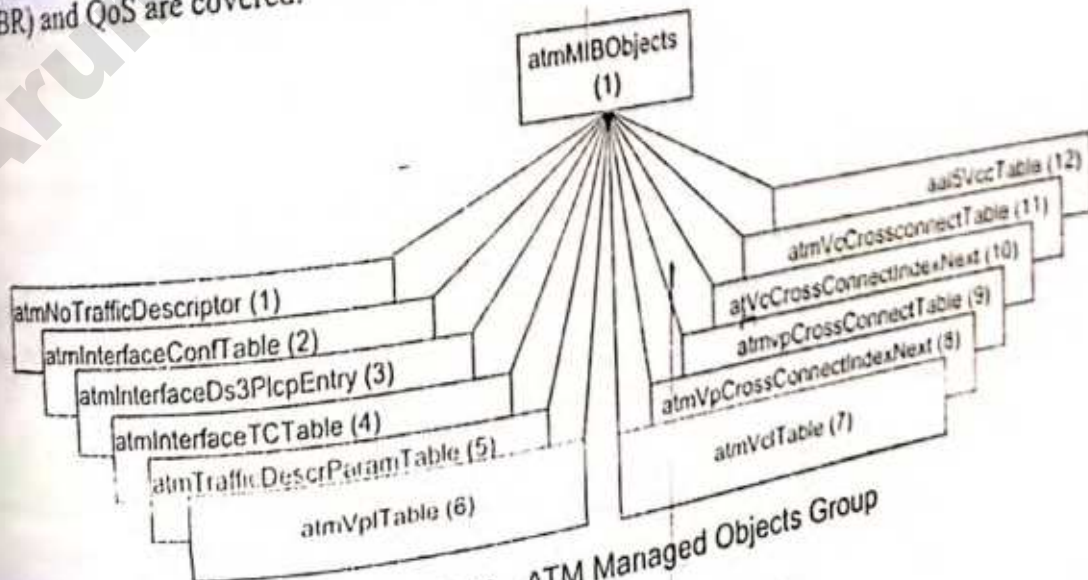 BR) and QoS are covered.
Arun
atmMIBObjects
(1)
atmNoTrafficDescriptor (1)
atmInterfaceConfTable (2)
atmInterfaceDs3PlcpEntry (3)
atmInterfaceTCTable (4)
atmTrafficDescrParamTable (5)
atmVplTable (6)
aal5VccTable (12)
atmVcCrossconnectTable (11)
atVcCrossConnectIndexNext (10)
atmvpCrossConnectTable (9)
atmVpCrossConnectIndexNext (8)
atmVclTable (7)
ATM Managed Objects Group